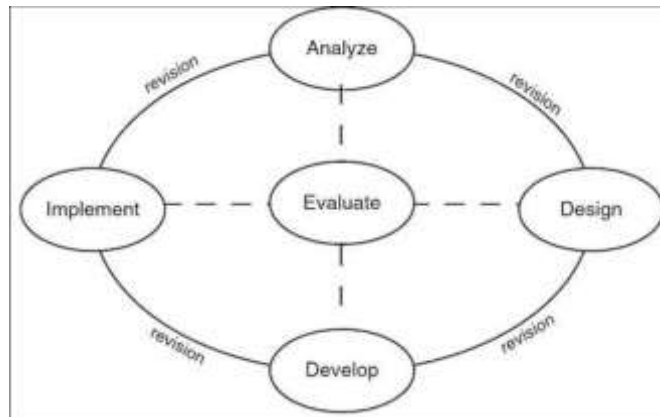 Analyze
revision
revision
Implement
Evaluate
Design
revision
revision
Develop